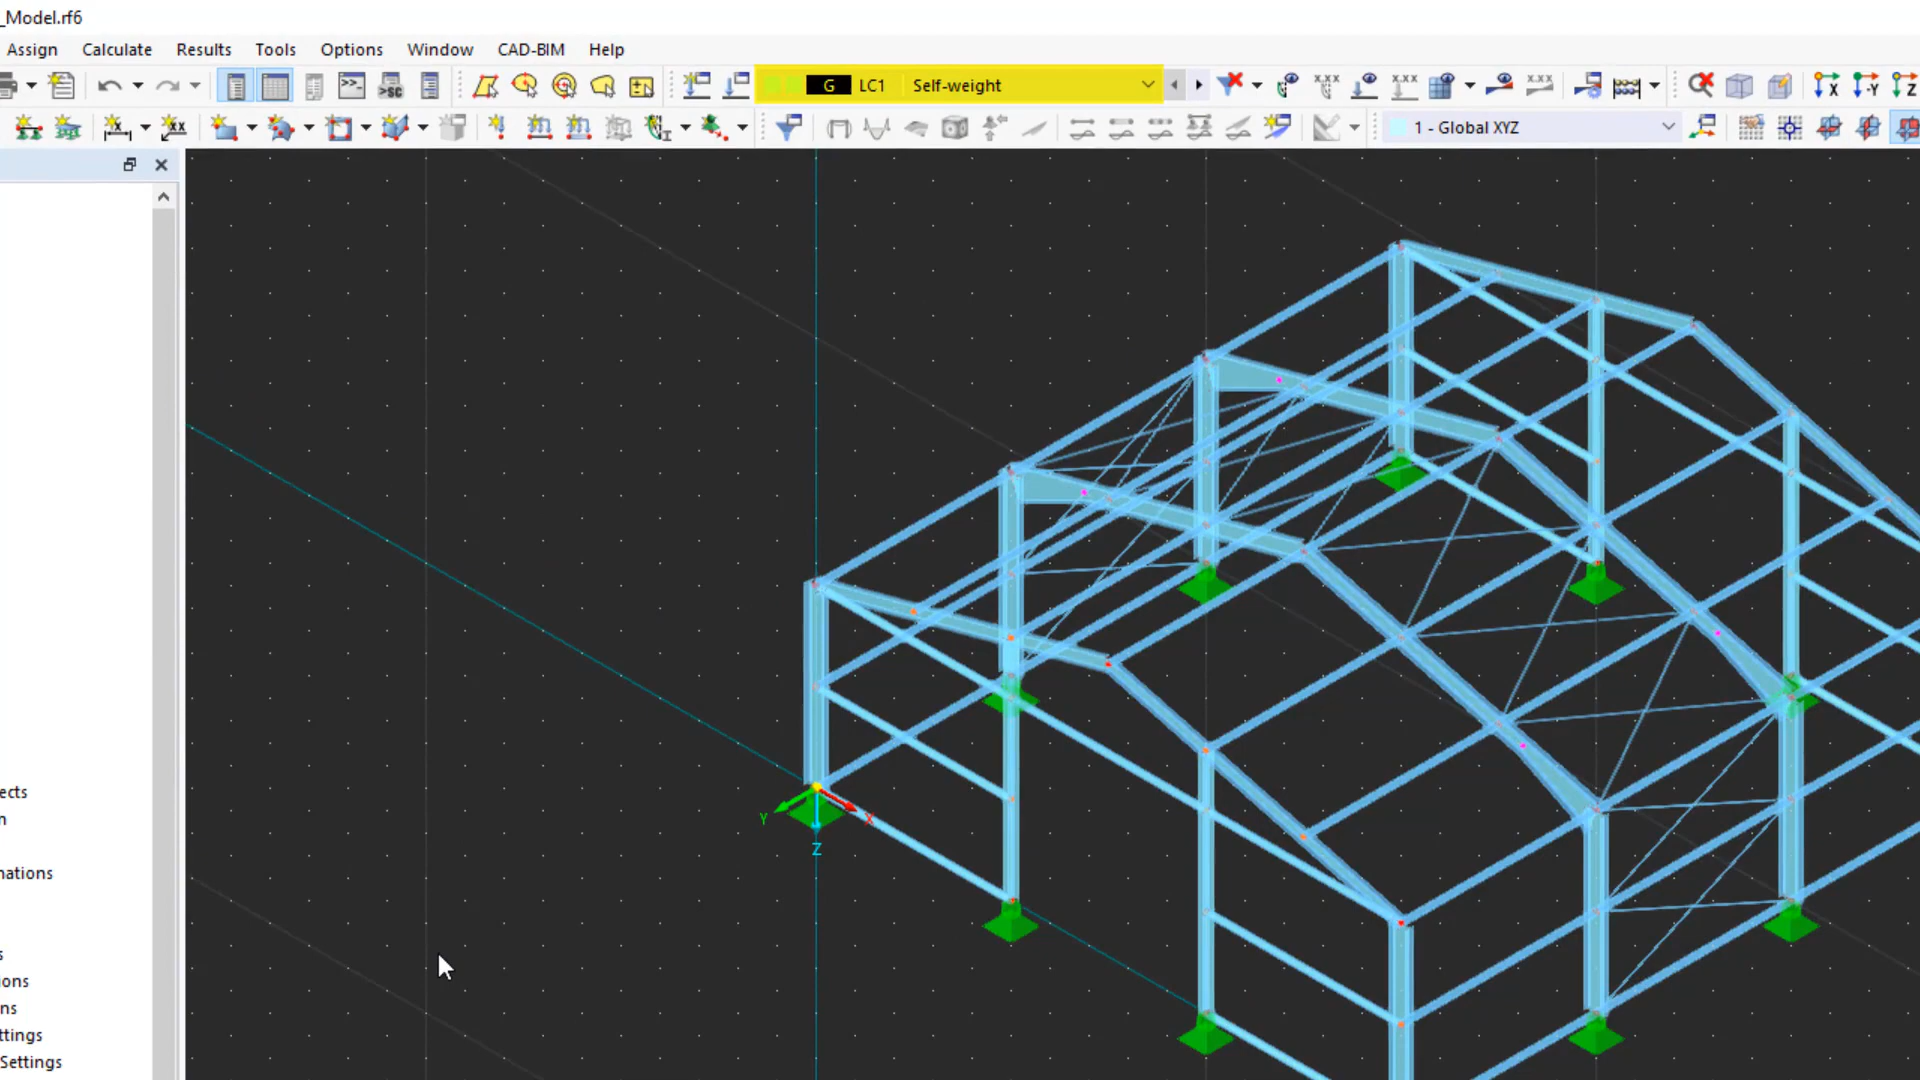 _Model.rf6
Assign Calculate Results Tools Options Window CAD-BIM Help
G LC1 Self-weight
1 - Global XYZ
ects
n
nations
s
ions
ns
ttings
Settings
Y X
Z